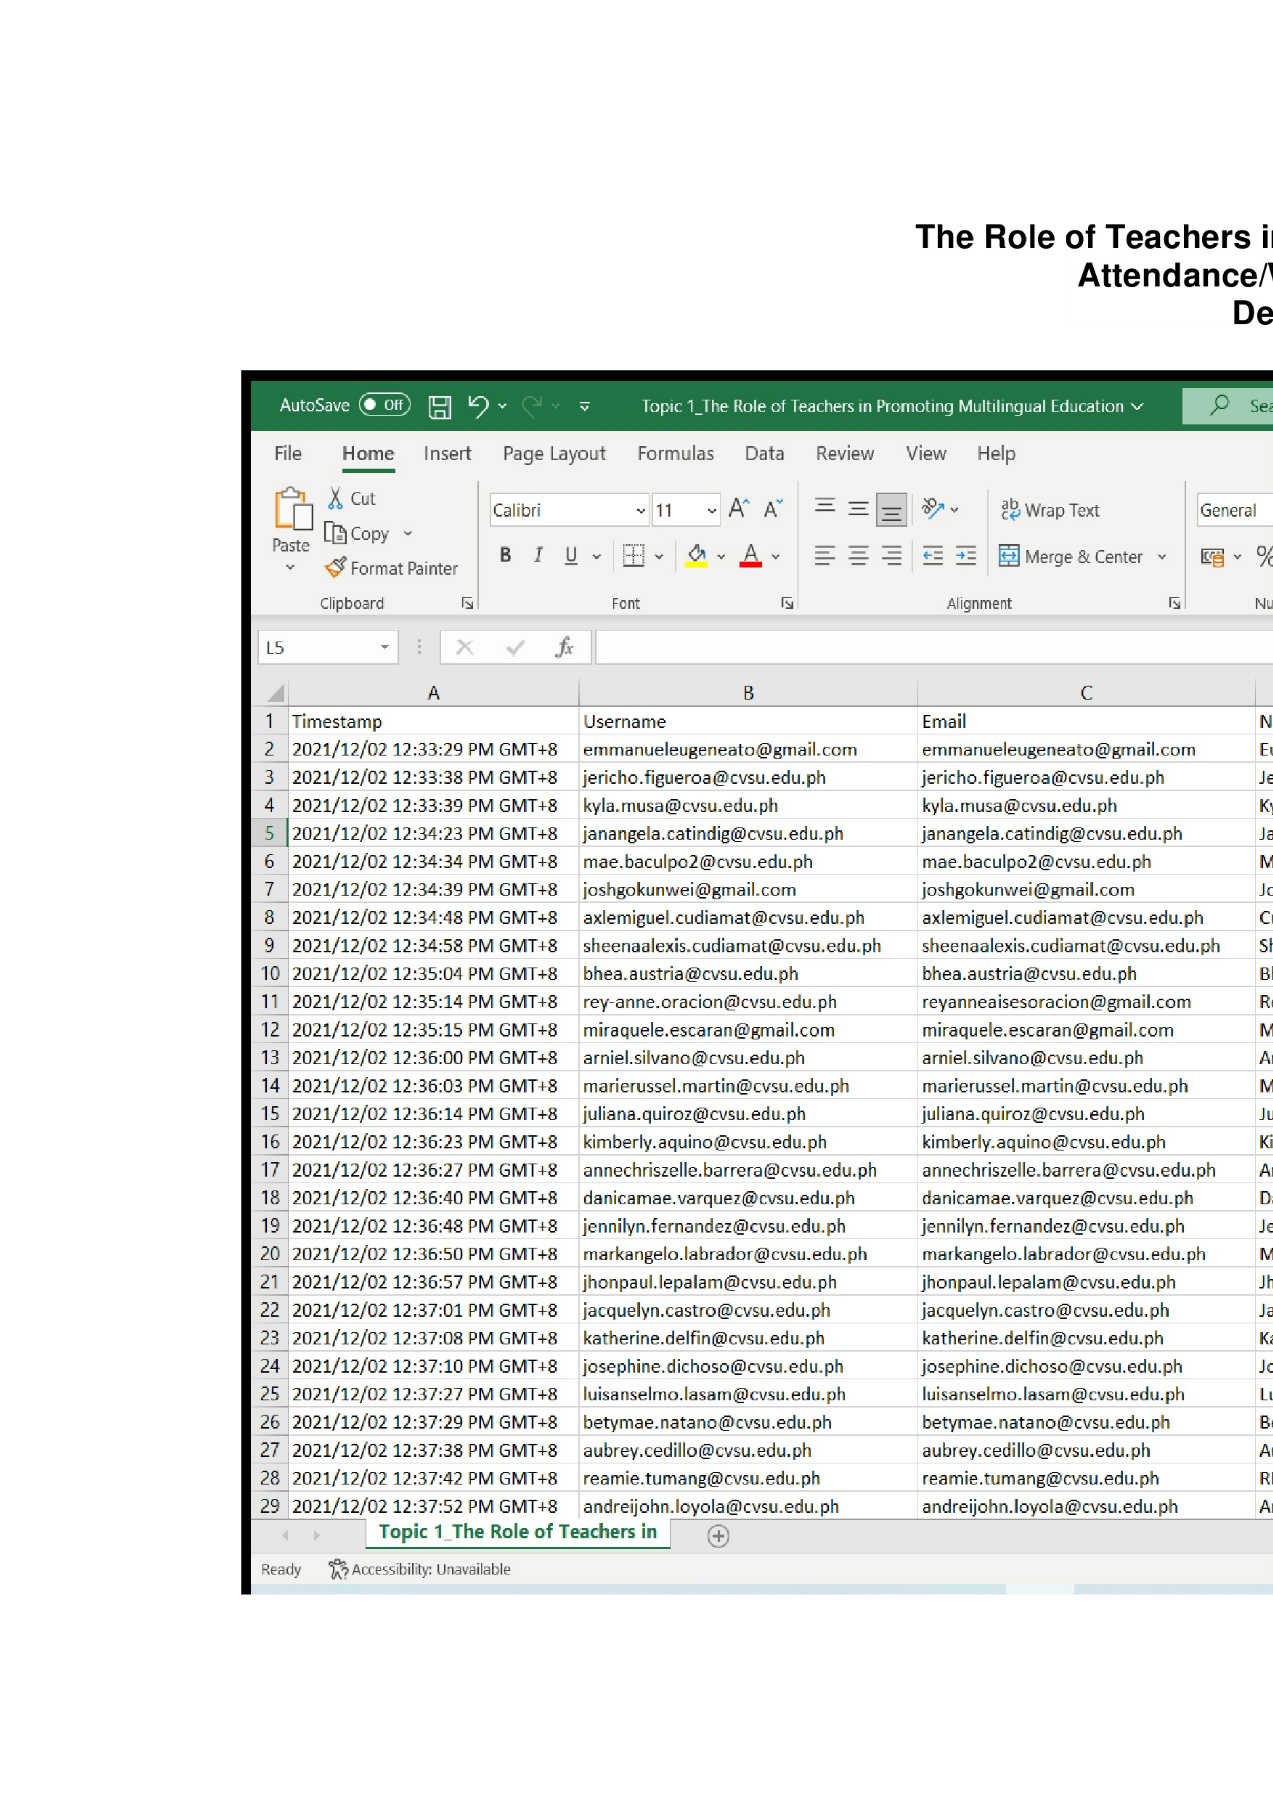 The Role of Teachers
Attendance/
AutoSave Off Topic 1_The Role of Teachers in Promoting Multilingual Education
File Home Insert Page Layout Formulas Data Review View Help
Cut
Calibri 11 A A Wrap Text General
Copy
Paste
B I U A Merge & Center %
Format Painter
Clipboard Font Alignment
L5 fx
A B C
1 Timestamp Username Email
2 2021/12/02 12:33:29 PM GMT+8 emmanueleugeneato@gmail.com emmanueleugeneato@gmail.com
3 2021/12/02 12:33:38 PM GMT+8 jericho.figueroa@cvsu.edu.ph jericho.figueroa@cvsu.edu.ph
4 2021/12/02 12:33:39 PM GMT+8 kyla.musa@cvsu.edu.ph kyla.musa@cvsu.edu.ph
5 2021/12/02 12:34:23 PM GMT+8 janangela.catindig@cvsu.edu.ph janangela.catindig@cvsu.edu.ph
6 2021/12/02 12:34:34 PM GMT+8 mae.baculpo2@cvsu.edu.ph mae.baculpo2@cvsu.edu.ph
7 2021/12/02 12:34:39 PM GMT+8 joshgokunwei@gmail.com joshgokunwei@gmail.com
8 2021/12/02 12:34:48 PM GMT+8 axlemiguel.cudiamat@cvsu.edu.ph axlemiguel.cudiamat@cvsu.edu.ph
9 2021/12/02 12:34:58 PM GMT+8 sheenaalexis.cudiamat@cvsu.edu.ph sheenaalexis.cudiamat@cvsu.edu.ph
10 2021/12/02 12:35:04 PM GMT+8 bhea.austria@cvsu.edu.ph bhea.austria@cvsu.edu.ph
11 2021/12/02 12:35:14 PM GMT+8 rey-anne.oracion@cvsu.edu.ph reyanneaisesoracion@gmail.com
12 2021/12/02 12:35:15 PM GMT+8 miraquele.escaran@gmail.com miraquele.escaran@gmail.com
13 2021/12/02 12:36:00 PM GMT+8 arniel.silvano@cvsu.edu.ph arniel.silvano@cvsu.edu.ph
14 2021/12/02 12:36:03 PM GMT+8 marierussel.martin@cvsu.edu.ph marierussel.martin@cvsu.edu.ph
15 2021/12/02 12:36:14 PM GMT+8 juliana.quiroz@cvsu.edu.ph juliana.quiroz@cvsu.edu.ph
16 2021/12/02 12:36:23 PM GMT+8 kimberly.aquino@cvsu.edu.ph kimberly.aquino@cvsu.edu.ph
17 2021/12/02 12:36:27 PM GMT+8 annechriszelle.barrera@cvsu.edu.ph annechriszelle.barrera@cvsu.edu.ph
18 2021/12/02 12:36:40 PM GMT+8 danicamae.varquez@cvsu.edu.ph danicamae.varquez@cvsu.edu.ph
19 2021/12/02 12:36:48 PM GMT+8 jennilyn.fernandez@cvsu.edu.ph jennilyn.fernandez@cvsu.edu.ph
20 2021/12/02 12:36:50 PM GMT+8 markangelo.labrador@cvsu.edu.ph markangelo.labrador@cvsu.edu.ph
21 2021/12/02 12:36:57 PM GMT+8 jhonpaul.lepalam@cvsu.edu.ph jhonpaul.lepalam@cvsu.edu.ph
22 2021/12/02 12:37:01 PM GMT+8 jacquelyn.castro@cvsu.edu.ph jacquelyn.castro@cvsu.edu.ph
23 2021/12/02 12:37:08 PM GMT+8 katherine.delfin@cvsu.edu.ph katherine.delfin@cvsu.edu.ph
24 2021/12/02 12:37:10 PM GMT+8 josephine.dichoso@cvsu.edu.ph josephine.dichoso@cvsu.edu.ph
25 2021/12/02 12:37:27 PM GMT+8 luisanselmo.lasam@cvsu.edu.ph luisanselmo.lasam@cvsu.edu.ph
26 2021/12/02 12:37:29 PM GMT+8 betymae.natano@cvsu.edu.ph betymae.natano@cvsu.edu.ph
27 2021/12/02 12:37:38 PM GMT+8 aubrey.cedillo@cvsu.edu.ph aubrey.cedillo@cvsu.edu.ph
28 2021/12/02 12:37:42 PM GMT+8 reamie.tumang@cvsu.edu.ph reamie.tumang@cvsu.edu.ph
29 2021/12/02 12:37:52 PM GMT+8 andreijohn.loyola@cvsu.edu.ph andreijohn.loyola@cvsu.edu.ph
Topic 1_The Role of Teachers in
Ready Accessibility: Unavailable